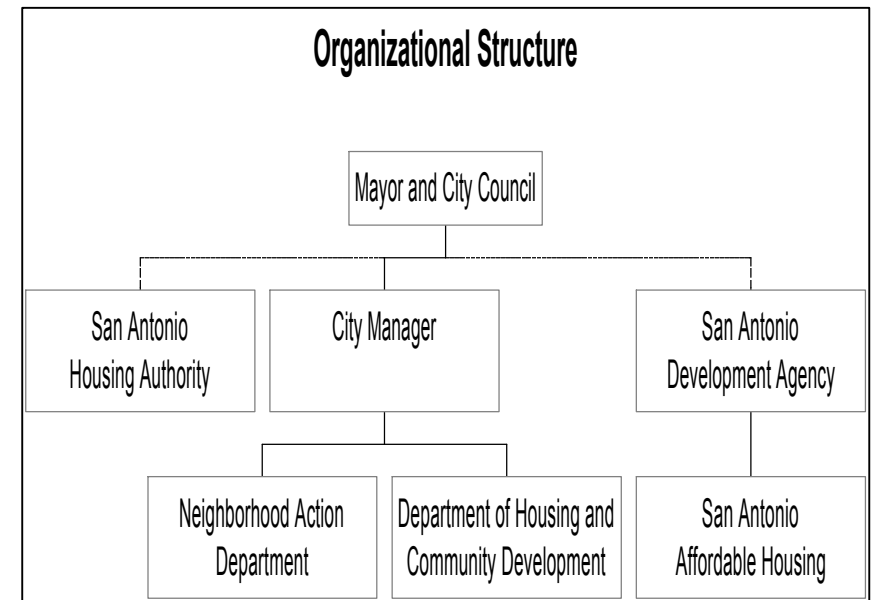 Organizational Structure
Mayor and City Council
San Antonio
Housing Authority
City Manager
San Antonio
Development Agency
Neighborhood Action
Department
Department of Housing and
Community Development
San Antonio
Affordable Housing